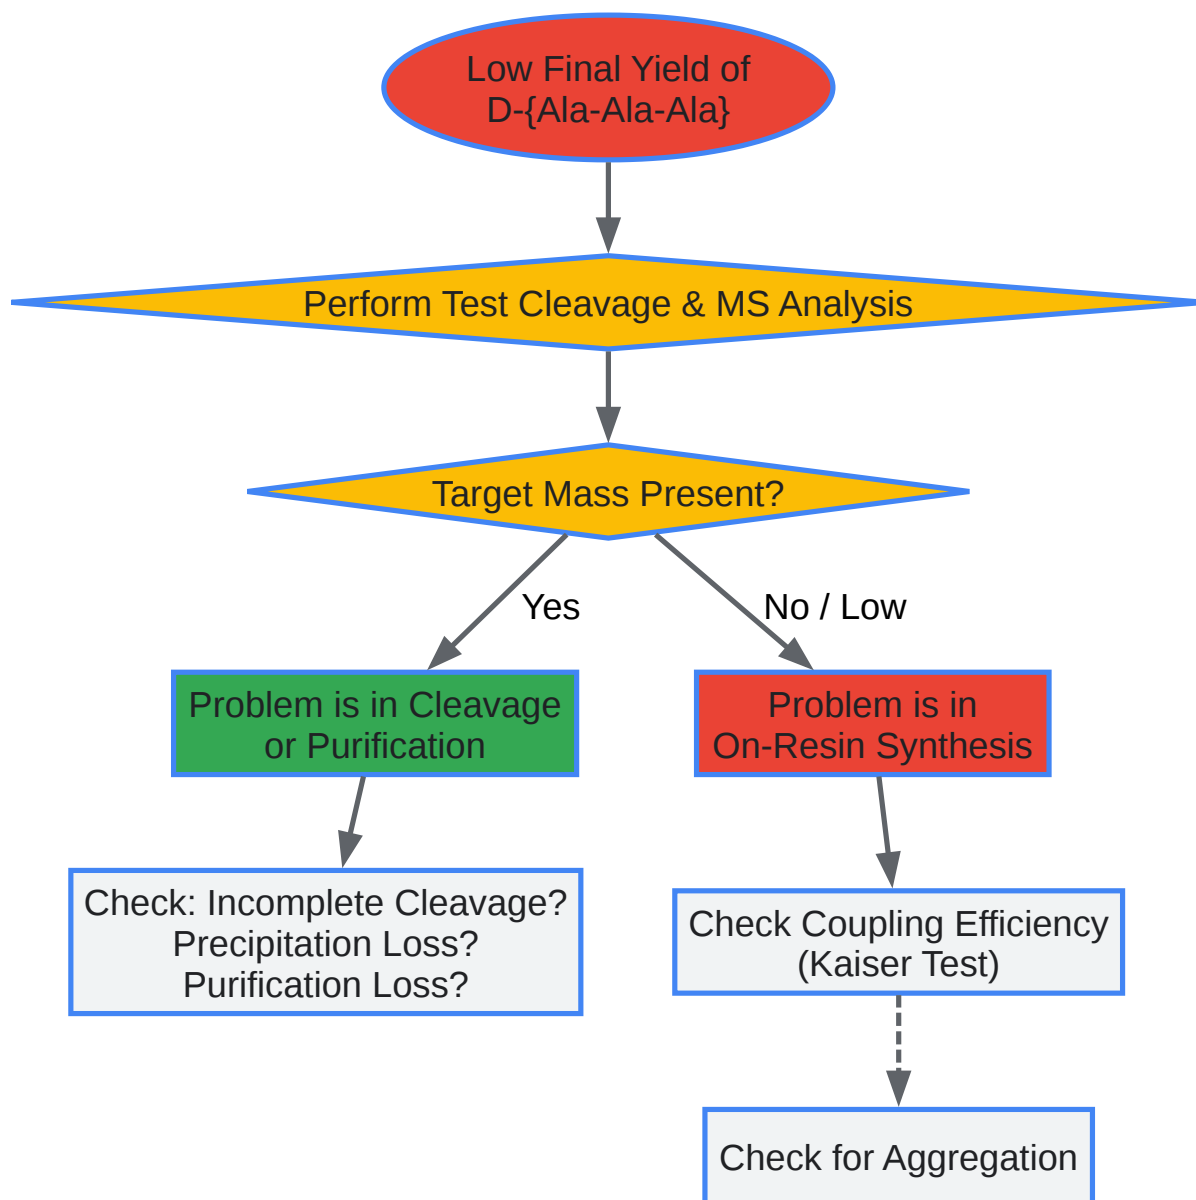 Low Final Yield of
D-{Ala-Ala-Ala}
Perform Test Cleavage & MS Analysis
Target Mass Present?
Yes
No / Low
Problem is in Cleavage
or Purification
Problem is in
On-Resin Synthesis
Check: Incomplete Cleavage?
Precipitation Loss?
Purification Loss?
Check Coupling Efficiency
(Kaiser Test)
Check for Aggregation